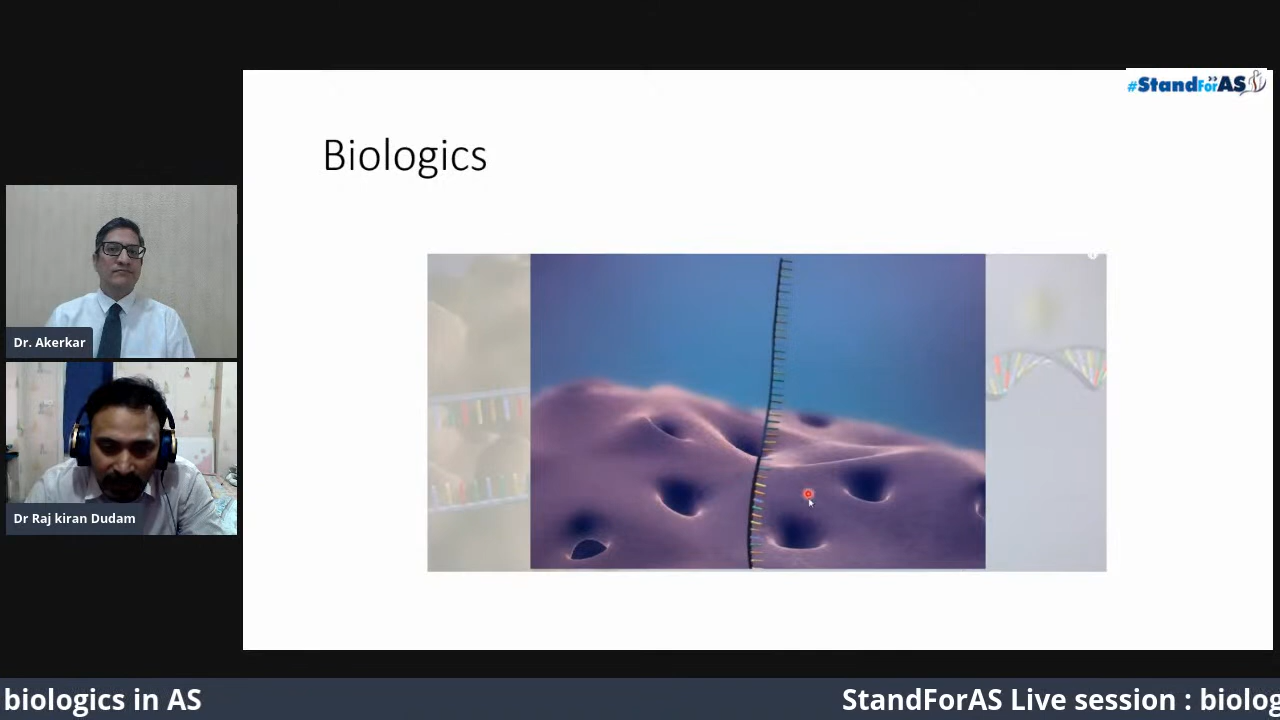 #StandForAS
Biologics
Dr. Akerkar
Dr Raj kiran Dudam
biologics in AS
StandForAS Live session : biolog